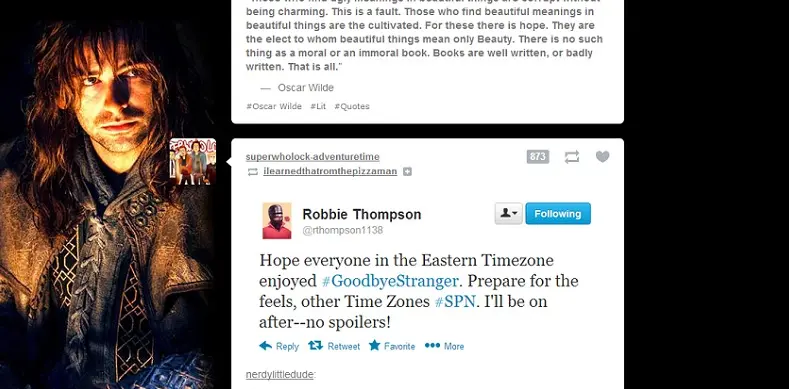 being charming. This is a fault. Those who find beautiful meanings in
beautiful things are the cultivated. For these there is hope. They are
the elect to whom beautiful things mean only Beauty. There is no such
thing as a moral or an immoral book. Books are well written, or badly
written. That is all."
— Oscar Wilde
#Oscar Wilde #Lit #Quotes
superwholock-adventuretime
873
ilearnedthatromthepizzaman
Robbie Thompson
Following
@rthompson1138
Hope everyone in the Eastern Timezone
enjoyed #GoodbyeStranger. Prepare for the
feels, other Time Zones #SPN. I'll be on
after--no spoilers!
Reply Retweet Favorite More
nerdylittledude: